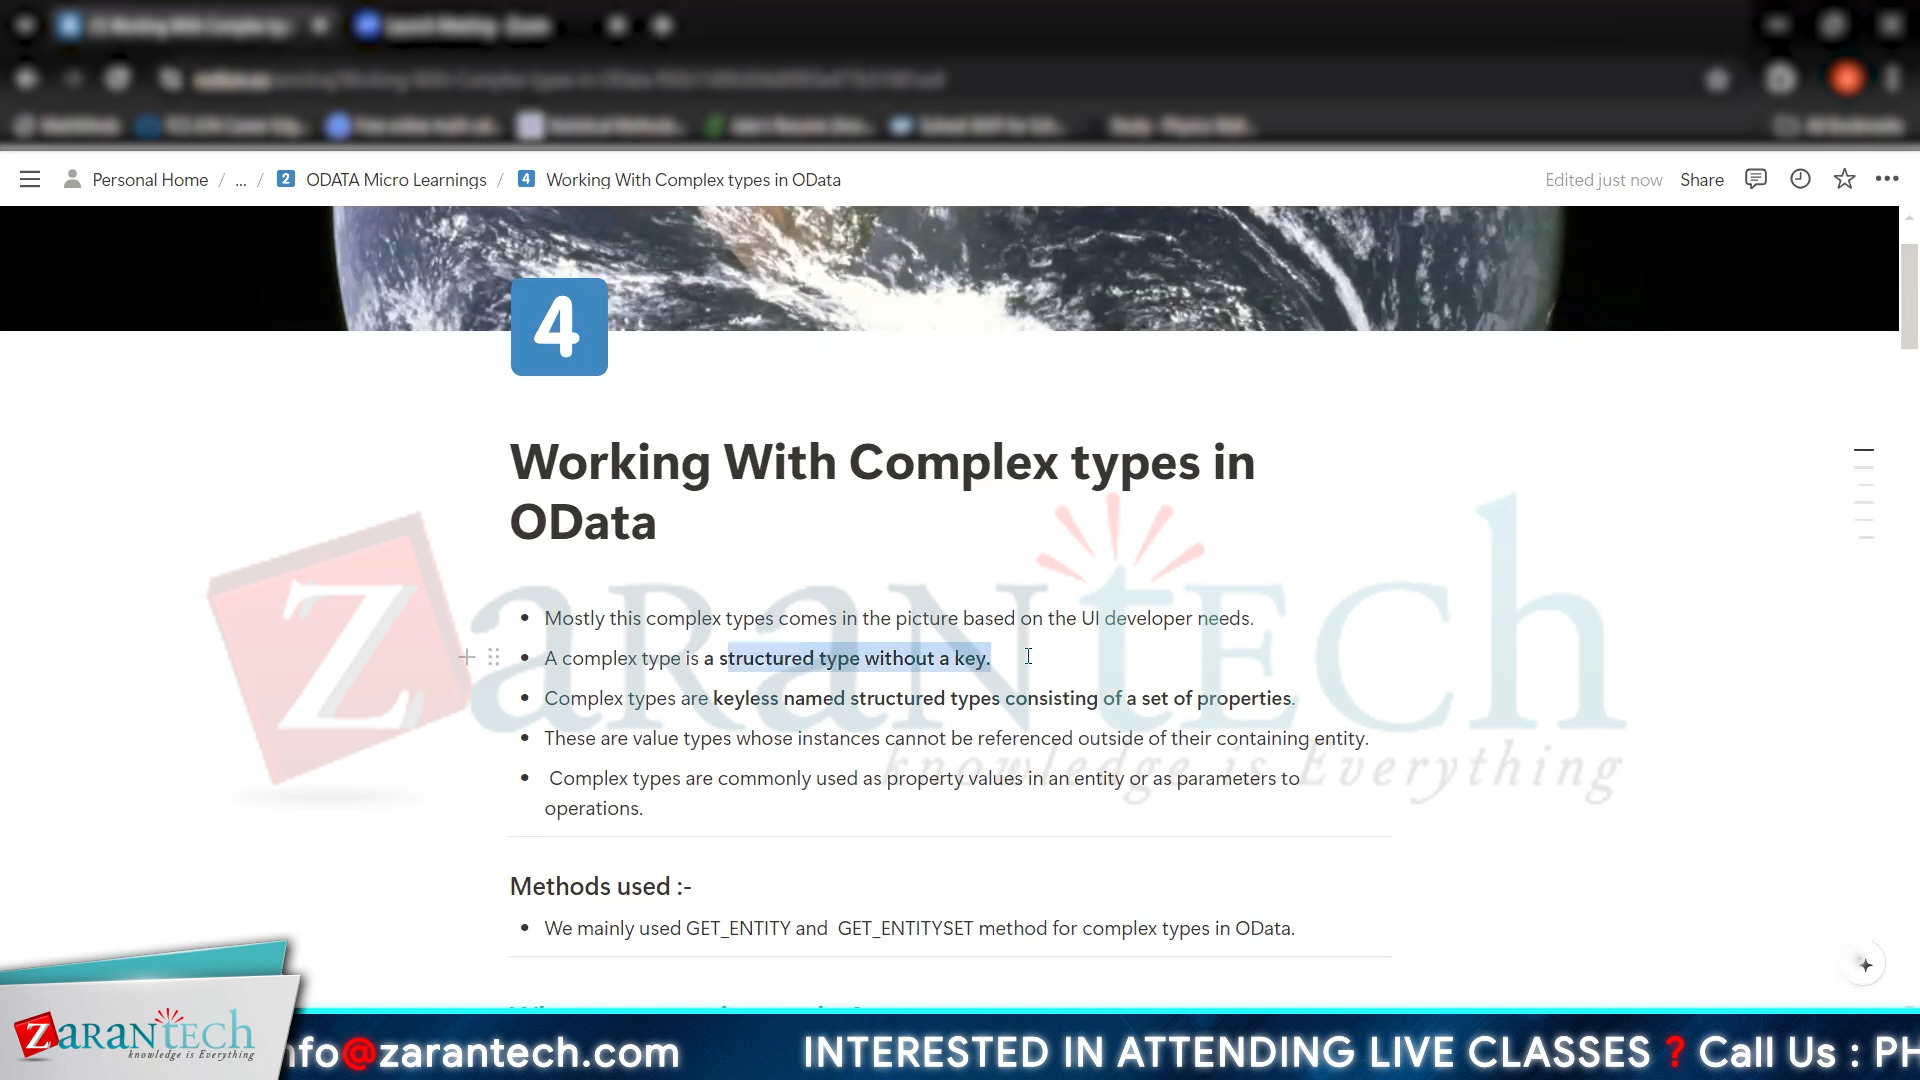 Personal Home / ... / 2 ODATA Micro Learnings / 4 Working With Complex types in OData
Edited just now Share
4
Working With Complex types in
OData
Mostly this complex types comes in the picture based on the UI developer needs.
A complex type is a structured type without a key.
Complex types are keyless named structured types consisting of a set of properties.
These are value types whose instances cannot be referenced outside of their containing entity.
Complex types are commonly used as property values in an entity or as parameters to
operations.
ZARANTECH
knowledge is Everything
Methods used :-
We mainly used GET_ENTITY and GET_ENTITYSET method for complex types in OData.
ZARANTECH
knowledge is Everything
nfo@zarantech.com INTERESTED IN ATTENDING LIVE CLASSES ? Call Us : PH